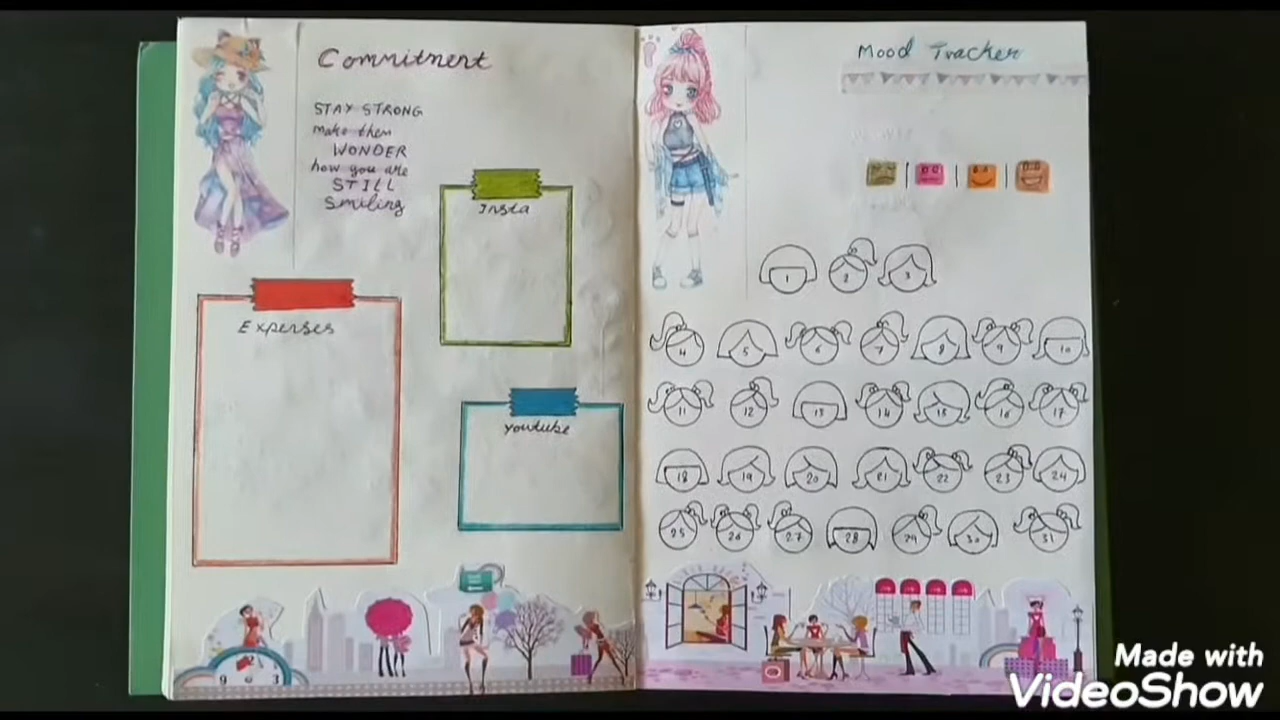 Commitment
STAY STRONG
make them
WONDER
how you are
STILL
Smiling
Insta
Expenses
youtube
9 3
Mood Tracker
1 2 3
4 5 6 7 8 9 10
11 12 13 14 15 16 17
18 19 20 21 22 23 24
25 26 27 28 29 30 31
Made with
VideoShow